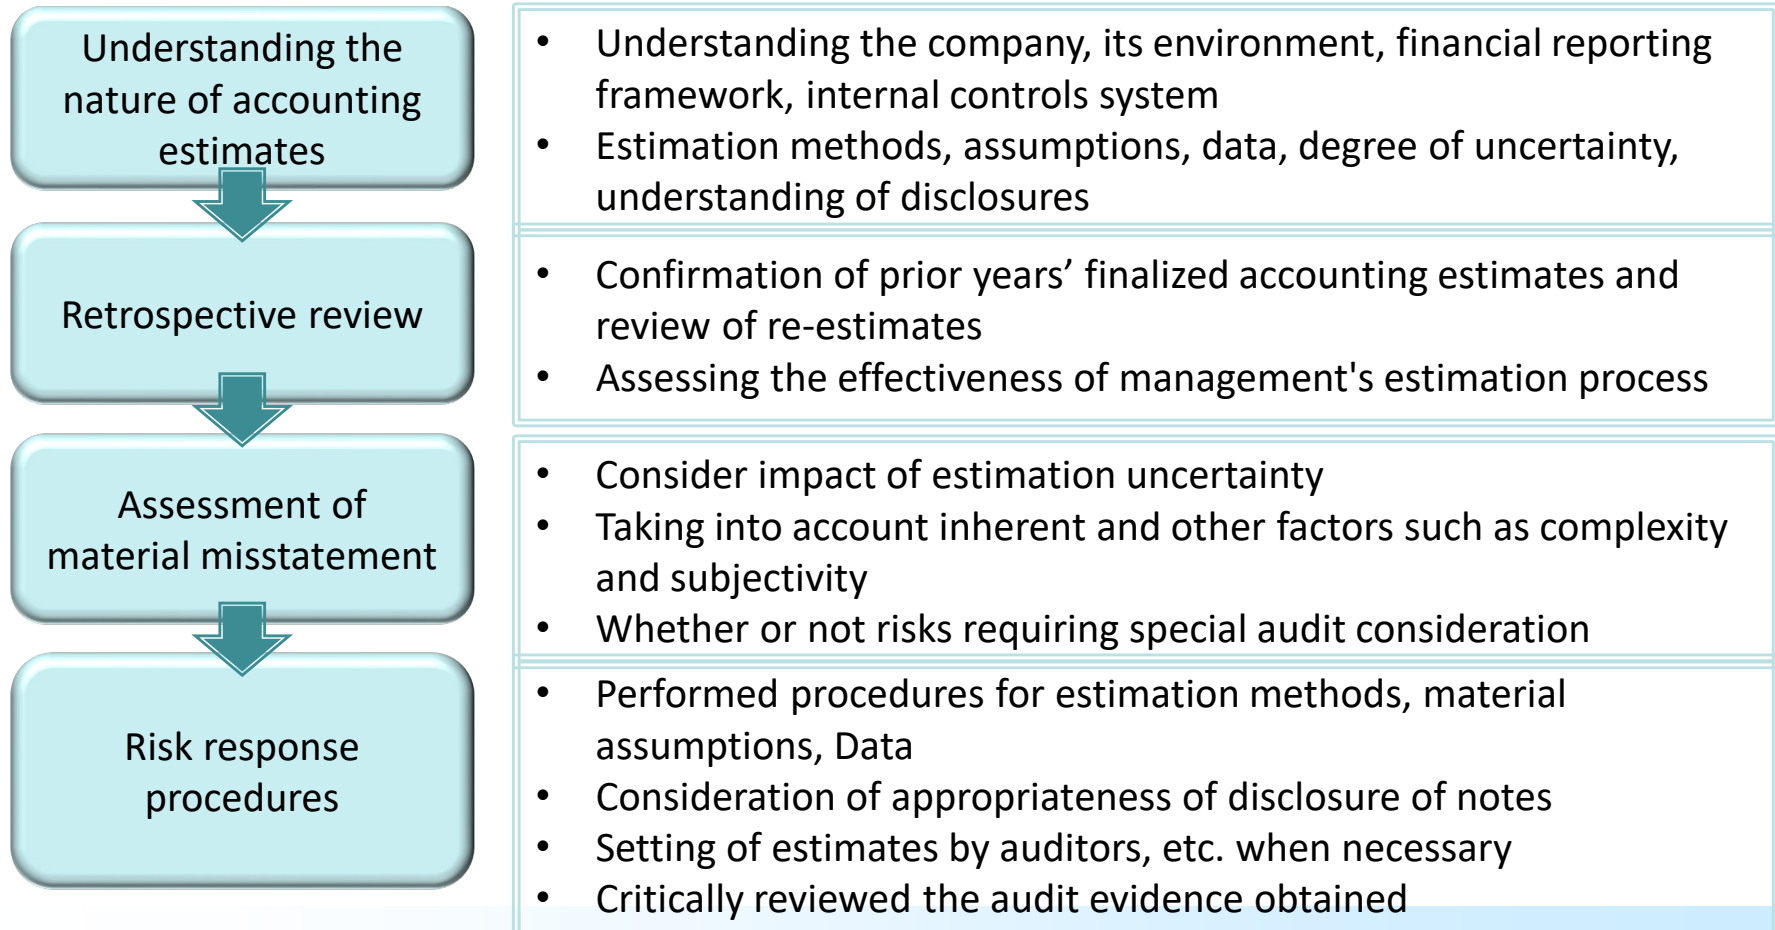 Understanding the
nature of accounting
estimates
• Understanding the company, its environment, financial reporting
framework, internal controls system
• Estimation methods, assumptions, data, degree of uncertainty,
understanding of disclosures
Retrospective review
• Confirmation of prior years’ finalized accounting estimates and
review of re-estimates
• Assessing the effectiveness of management's estimation process
Assessment of
material misstatement
• Consider impact of estimation uncertainty
• Taking into account inherent and other factors such as complexity
and subjectivity
• Whether or not risks requiring special audit consideration
Risk response
procedures
• Performed procedures for estimation methods, material
assumptions, Data
• Consideration of appropriateness of disclosure of notes
• Setting of estimates by auditors, etc. when necessary
• Critically reviewed the audit evidence obtained